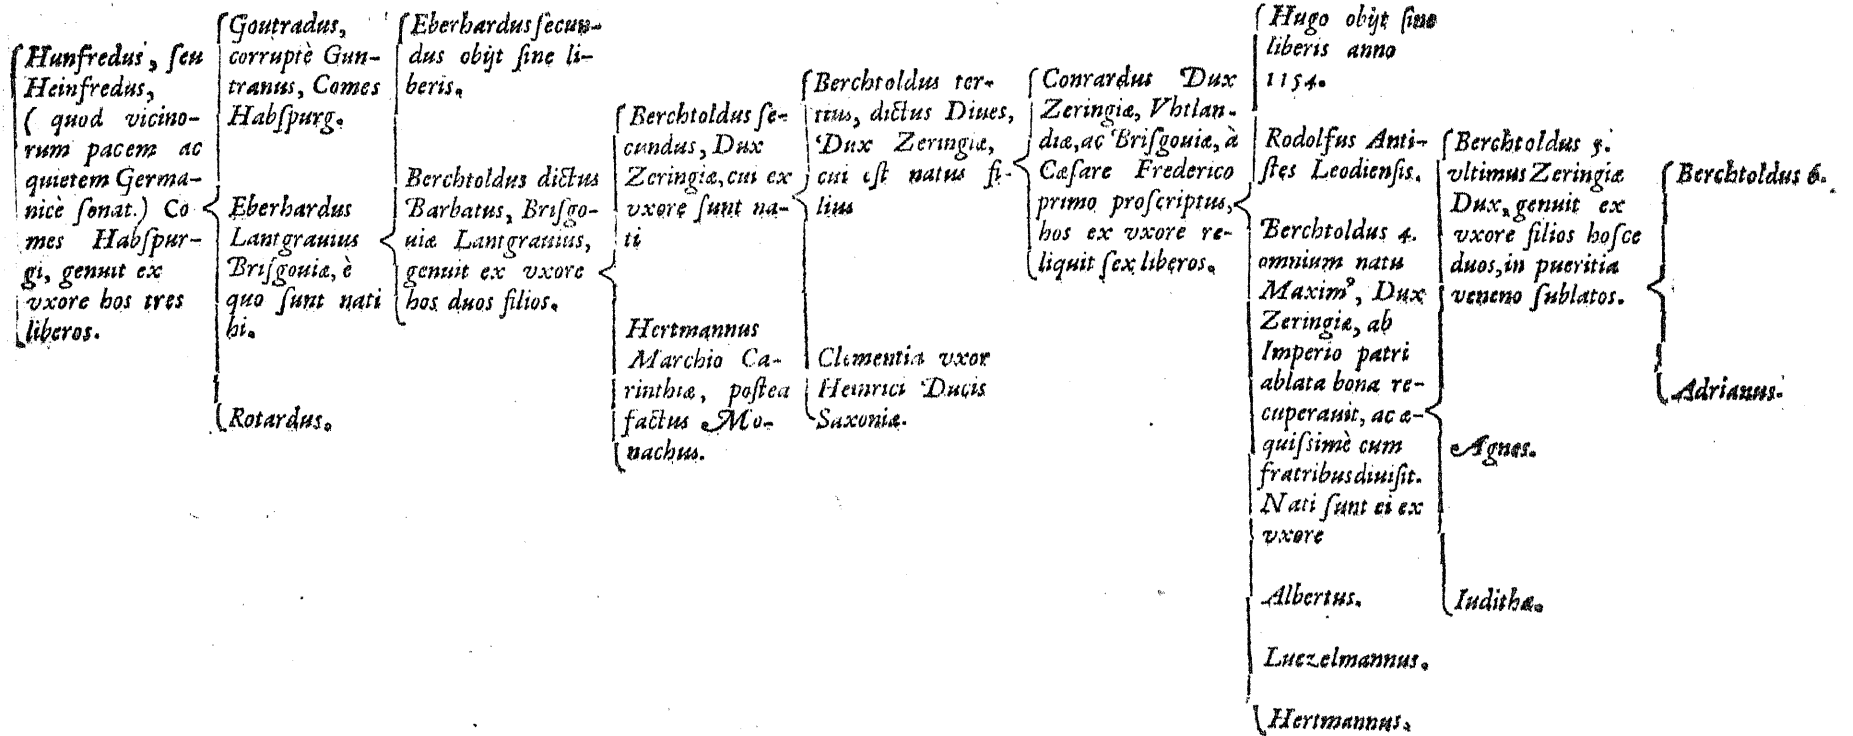 Hunfredus, ſeu
Heinfredus,
( quod vicino-
rum pacem ac
quietem Germa-
nicè ſonat.) Co
mes Habſpur-
gi, genuit ex
vxore hos tres
liberos.
Goutradus,
corruptè Gun-
tranus, Comes
Habſpurg.
Eberhardus
Lantgrauius
Briſgouiæ, è
quo ſunt nati
hi.
Rotardus.
Eberhardus ſecun-
dus obijt ſine li-
beris.
Berchtoldus dictus
Barbatus, Briſgo-
uiæ Lantgrauius,
genuit ex vxore
hos duos filios.
Berchtoldus ſe-
cundus, Dux
Zeringiæ, cui ex
vxore ſunt na-
ti
Hertmannus
Marchio Ca-
rinthiæ, poſtea
factus Mo-
nachus.
Berchtoldus ter-
tius, dictus Diues,
Dux Zeringiæ,
cui eſt natus fi-
lius
Clementia vxor
Heinrici Ducis
Saxoniæ.
Conrardus Dux
Zeringiæ, Vhtlan-
diæ, ac Briſgouiæ, à
Cæſare Frederico
primo proſcriptus,
hos ex vxore re-
liquit ſex liberos.
Hugo obijt ſine
liberis anno
1154.
Rodolfus Anti-
ſtes Leodienſis.
Berchtoldus 4.
omnium natu
Maximꝰ, Dux
Zeringiæ, ab
Imperio patri
ablata bona re-
cuperauit, ac æ-
quiſsimè cum
fratribus diuiſit.
Nati ſunt ei ex
vxore
Albertus.
Luezelmannus.
Hertmannus.
Berchtoldus 5.
vltimus Zeringiæ
Dux, genuit ex
vxore filios hoſce
duos, in pueritia
veneno ſublatos.
Agnes.
Iudithæ.
Berchtoldus 6.
Adrianus.